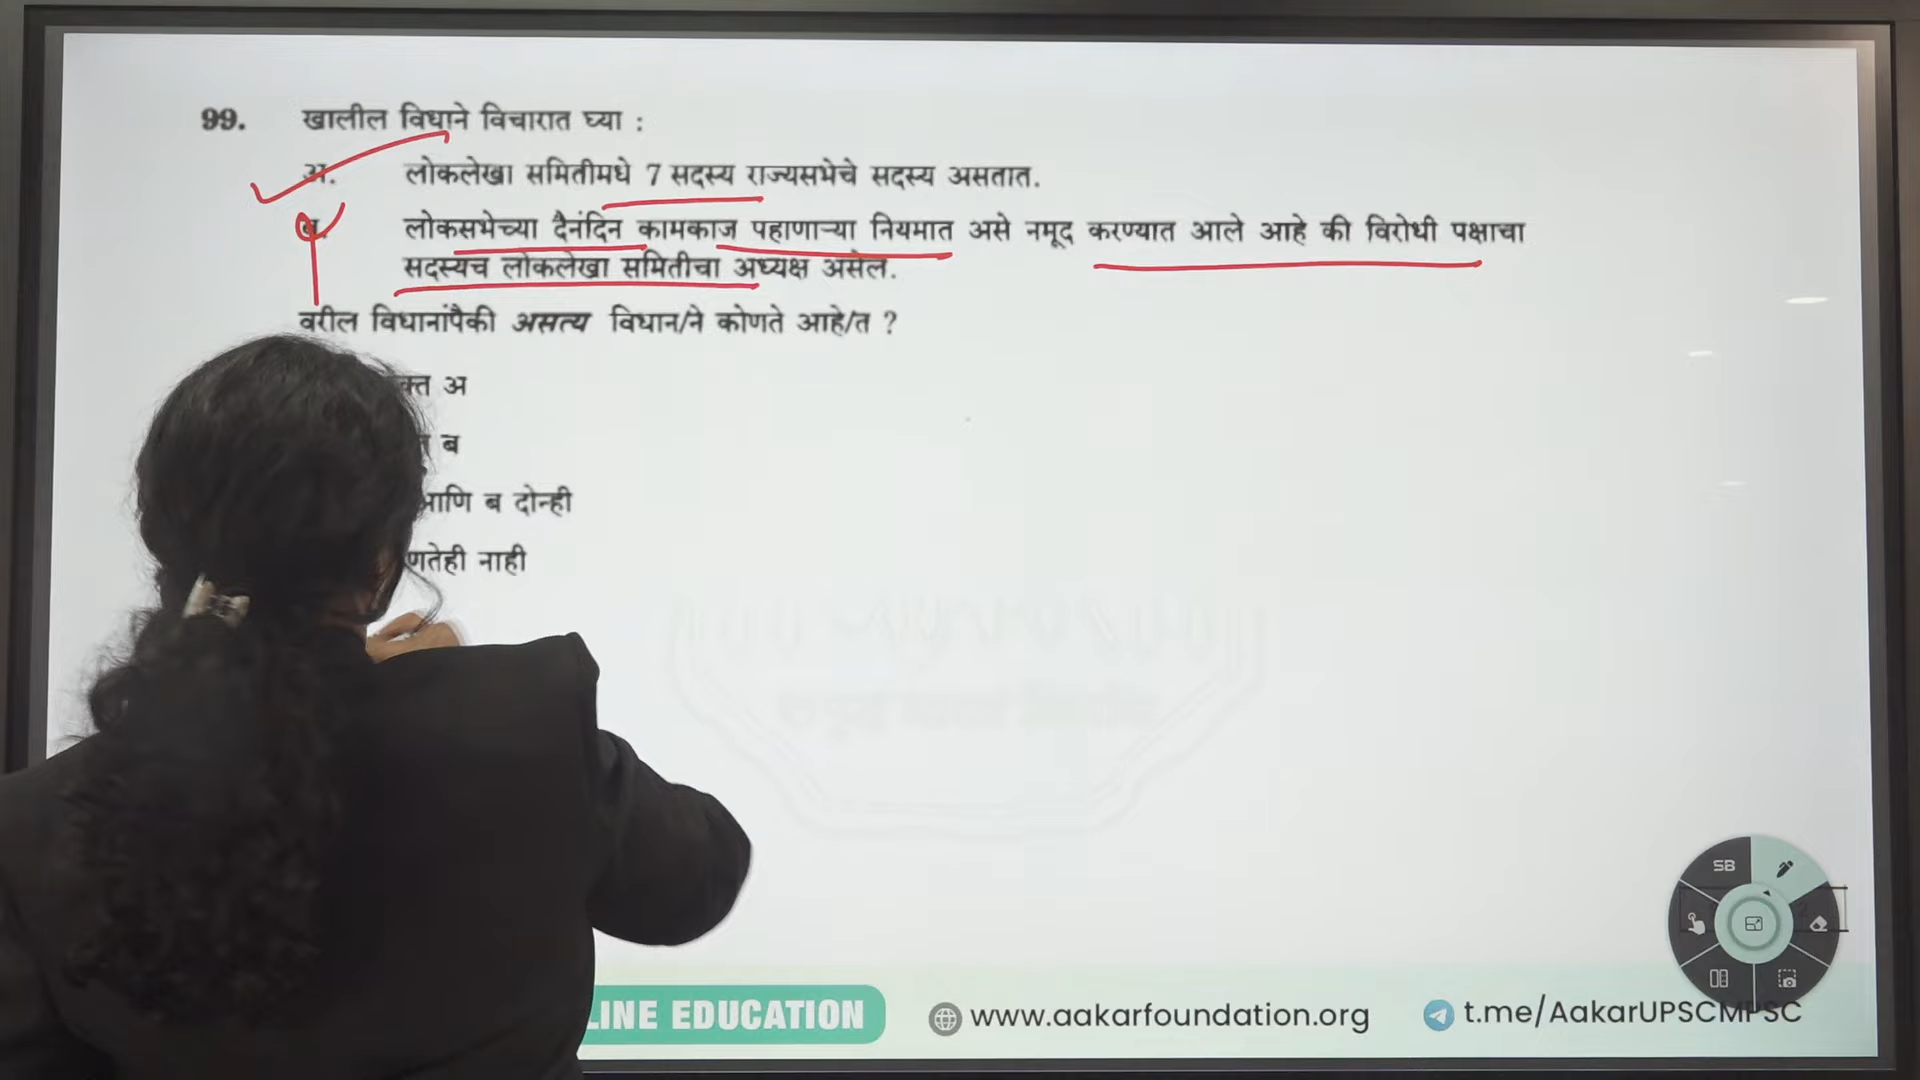 99. खालील विधाने विचारात घ्या :
अ. लोकलेखा समितीमधे 7 सदस्य राज्यसभेचे सदस्य असतात.
ब. लोकसभेच्या दैनंदिन कामकाज पहाणाऱ्या नियमात असे नमूद करण्यात आले आहे की विरोधी पक्षाचा
सदस्यच लोकलेखा समितीचा अध्यक्ष असेल.
वरील विधानांपैकी असत्य विधान/ने कोणते आहे/त ?
क्त अ
ब
आणि ब दोन्ही
णतेही नाही
SB
LINE EDUCATION
www.aakarfoundation.org
t.me/AakarUPSCMPSC